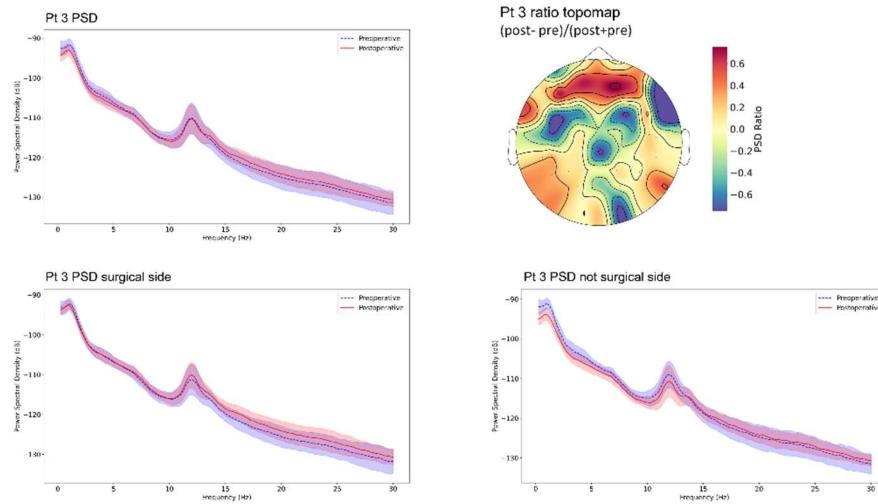 Pt 3 PSD
Preoperative
Postoperative
Power Spectral Density (dB)
−90
−100
−110
−120
−130
0
5
10
15
20
25
30
Frequency (Hz)
Pt 3 ratio topomap
(post- pre)/(post+pre)
0.6
0.4
0.2
0.0
−0.2
−0.4
−0.6
PSD Ratio
Pt 3 PSD surgical side
Preoperative
Postoperative
Power Spectral Density (dB)
−90
−100
−110
−120
−130
0
5
10
15
20
25
30
Frequency (Hz)
Pt 3 PSD not surgical side
Preoperative
Postoperative
Power Spectral Density (dB)
−90
−100
−110
−120
−130
0
5
10
15
20
25
30
Frequency (Hz)